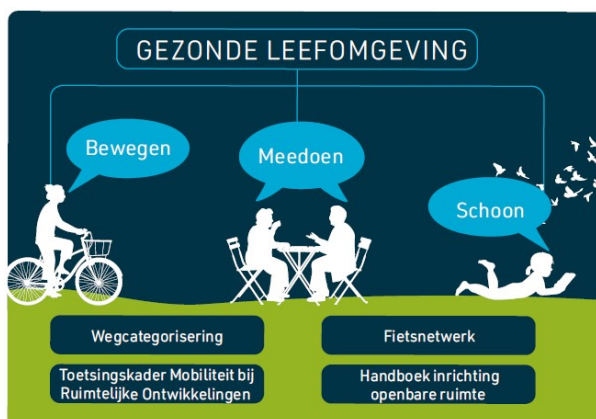 GEZONDE LEEFOMGEVING
Bewegen
Meedoen
Schoon
Wegcategorisering
Fietsnetwerk
Toetsingskader Mobiliteit bij
Ruimtelijke Ontwikkelingen
Handboek inrichting
openbare ruimte